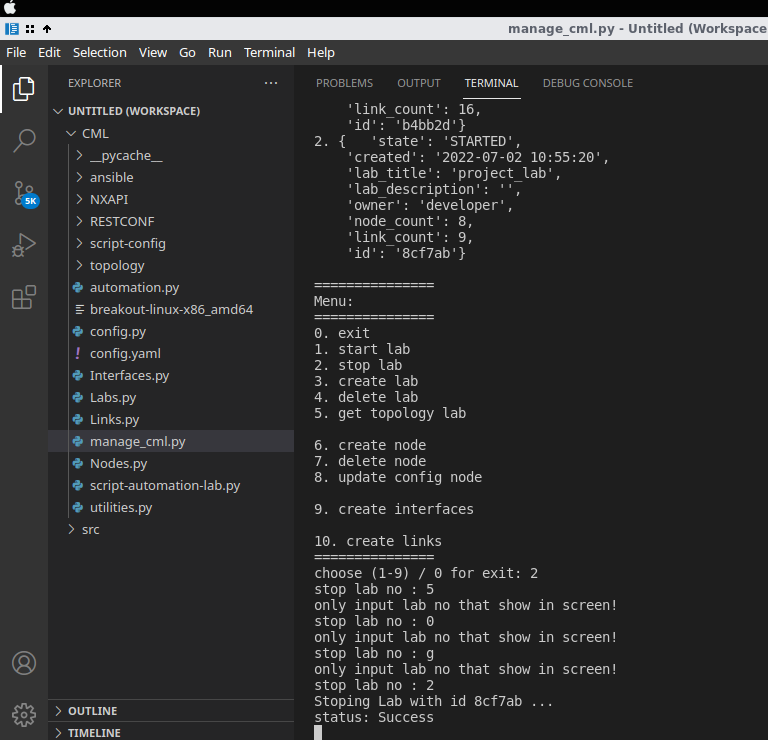 manage_cml.py - Untitled (Workspace
File Edit Selection View Go Run Terminal Help
EXPLORER
UNTITLED (WORKSPACE)
CML
__pycache__
ansible
NXAPI
5K
RESTCONF
script-config
topology
automation.py
breakout-linux-x86_amd64
config.py
! config.yaml
Interfaces.py
Labs.py
Links.py
manage_cml.py
Nodes.py
script-automation-lab.py
utilities.py
src
OUTLINE
TIMELINE
PROBLEMS OUTPUT TERMINAL DEBUG CONSOLE
'link_count': 16,
'id': 'b4bb2d'}
2. {   'state': 'STARTED',
'created': '2022-07-02 10:55:20',
'lab_title': 'project_lab',
'lab_description': '',
'owner': 'developer',
'node_count': 8,
'link_count': 9,
'id': '8cf7ab'}
===============
Menu:
===============
0. exit
1. start lab
2. stop lab
3. create lab
4. delete lab
5. get topology lab
6. create node
7. delete node
8. update config node
9. create interfaces
10. create links
===============
choose (1-9) / 0 for exit: 2
stop lab no : 5
only input lab no that show in screen!
stop lab no : 0
only input lab no that show in screen!
stop lab no : g
only input lab no that show in screen!
stop lab no : 2
Stoping Lab with id 8cf7ab ...
status: Success